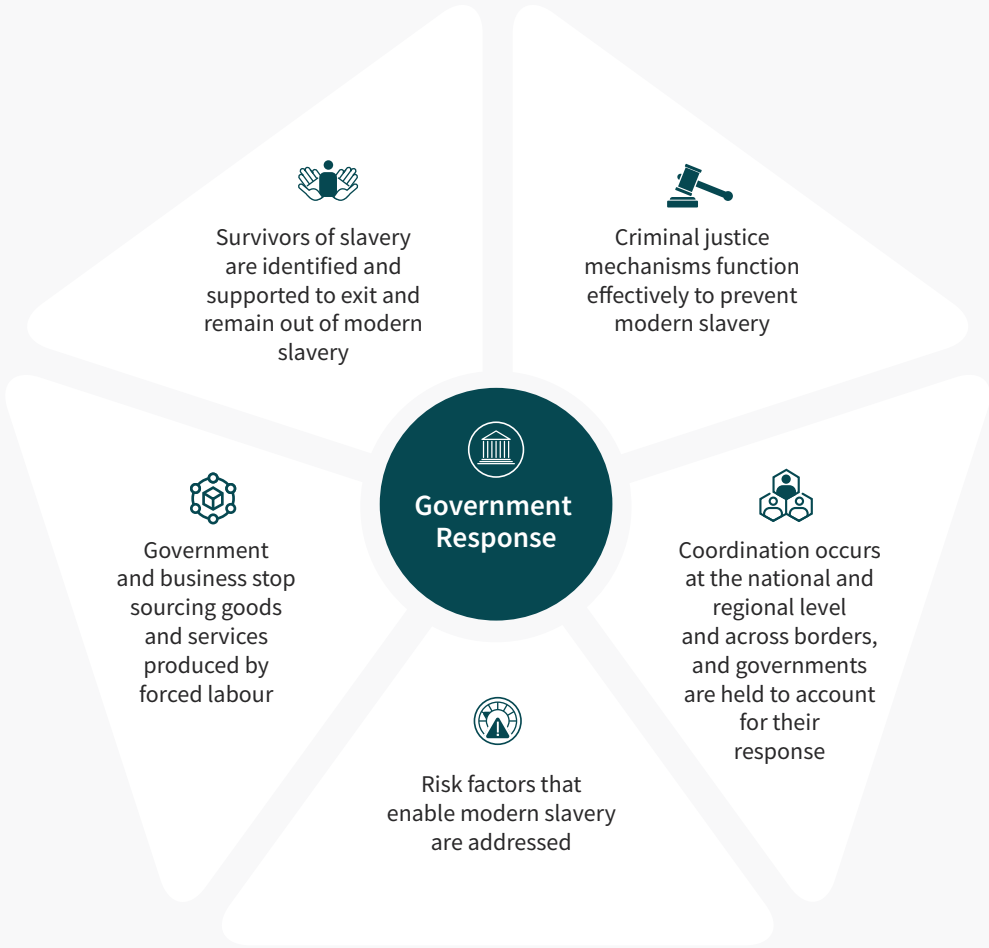 Survivors of slavery
are identified and
supported to exit and
remain out of modern
slavery
Criminal justice
mechanisms function
effectively to prevent
modern slavery
Government
Response
Government
and business stop
sourcing goods
and services
produced by
forced labour
Coordination occurs
at the national and
regional level
and across borders,
and governments
are held to account
for their
response
Risk factors that
enable modern slavery
are addressed